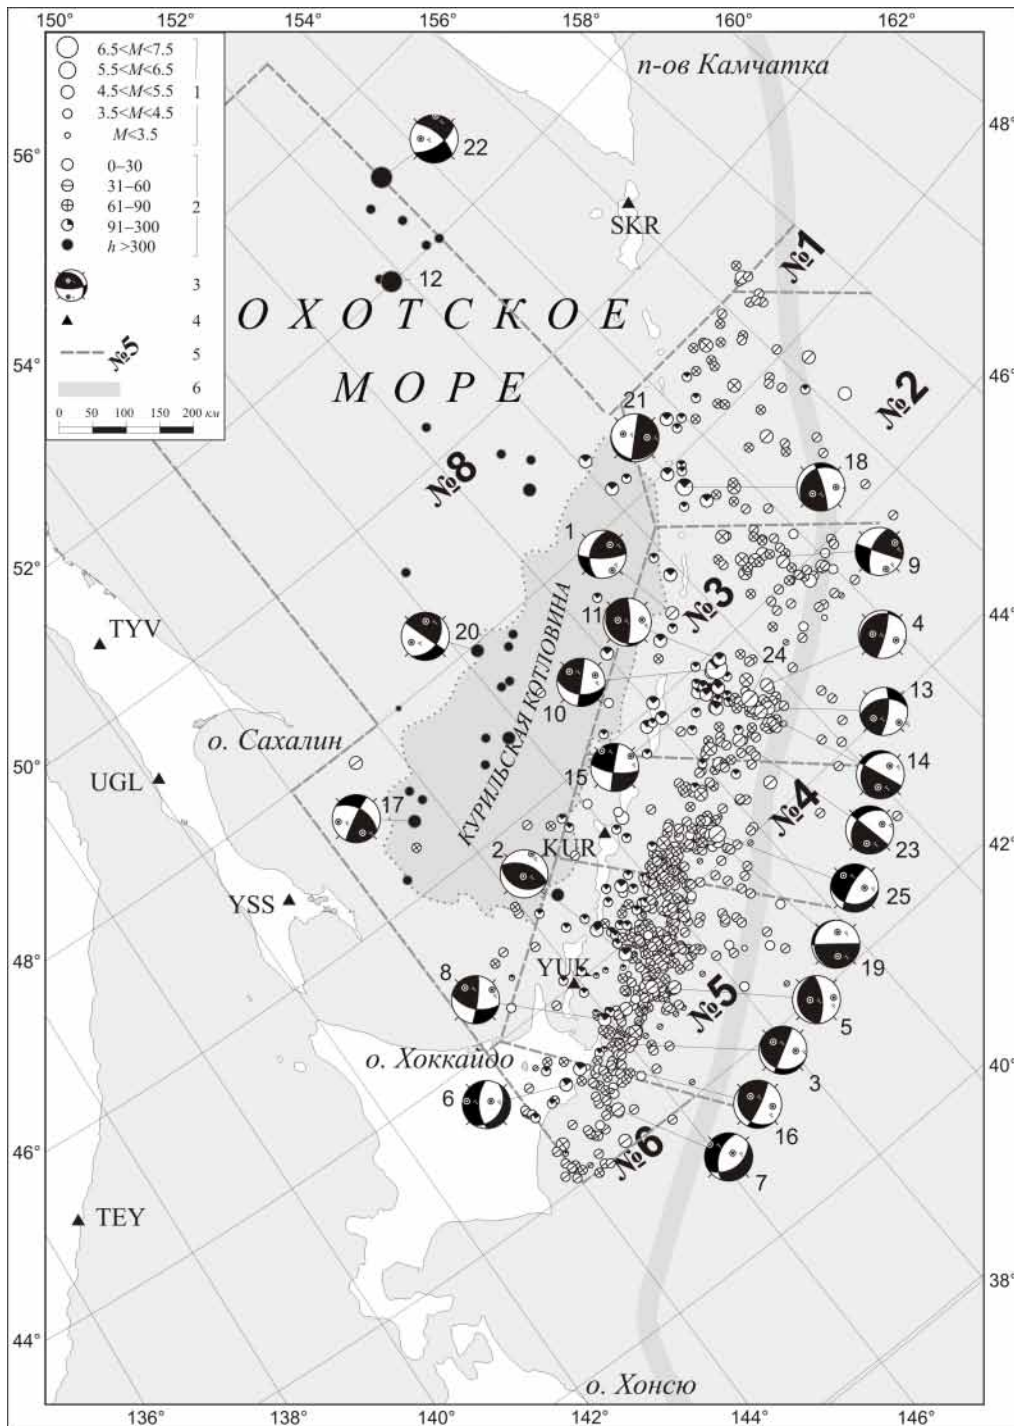 150° 152° 154° 156° 158° 160° 162°
6.5<M<7.5
5.5<M<6.5
4.5<M<5.5 1
3.5<M<4.5
M<3.5
0–30
31–60
61–90 2
91–300
h >300
3
4
№5 5
6
0 50 100 150 200 км
п-ов Камчатка
48°
56°
22
SKR
№1
12
ОХОТСКОЕ
МОРЕ
54°
46°
№2
21
№8
18
1
9
52°
44°
КУРИЛЬСКАЯ КОТЛОВИНА
11
№3
4
TYV
20
24
10
13
о. Сахалин
50°
UGL
15
14
№4
17
23
KUR
42°
2
25
YSS
19
48°
YUK
8
№5
5
о. Хоккайдо
3
40°
6
16
46°
№6
7
TEY
38°
44°
о. Хонсю
136° 138° 140° 142° 144° 146°